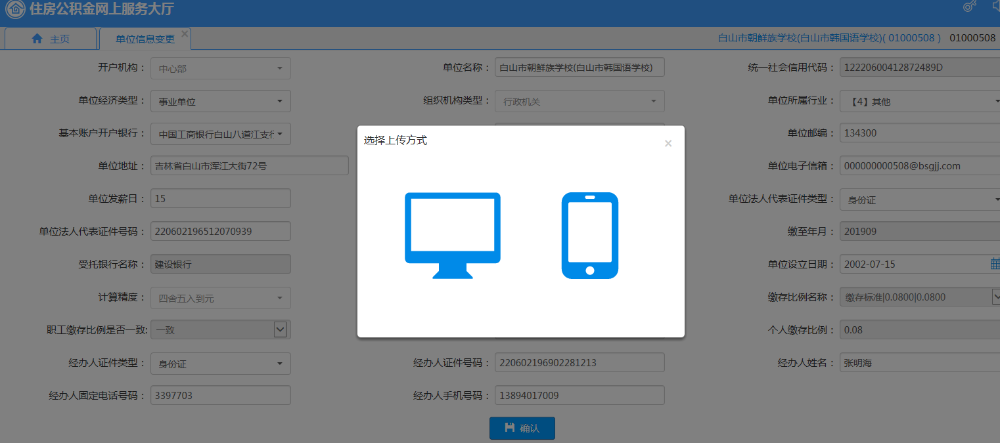 住房公积金网上服务大厅
主页 单位信息变更 白山市朝鲜族学校(白山市韩国语学校)( 01000508 ) 01000508
开户机构： 中心部 单位名称： 白山市朝鲜族学校(白山市韩国语学校) 统一社会信用代码： 12220600412872489D
单位经济类型： 事业单位 组织机构类型： 行政机关 单位所属行业： 【4】其他
基本账户开户银行： 中国工商银行白山八道江支行 单位邮编： 134300
选择上传方式
单位地址： 吉林省白山市浑江大街72号 单位电子信箱： 000000000508@bsgjj.com
单位发薪日： 15 单位法人代表证件类型： 身份证
单位法人代表证件号码： 220602196512070939 缴至年月： 201909
受托银行名称： 建设银行 单位设立日期： 2002-07-15
计算精度： 四舍五入到元 缴存比例名称： 缴存标准|0.0800|0.0800
职工缴存比例是否一致: 一致 个人缴存比例： 0.08
经办人证件类型： 身份证 经办人证件号码： 220602196902281213 经办人姓名： 张明海
经办人固定电话号码： 3397703 经办人手机号码： 13894017009
确认